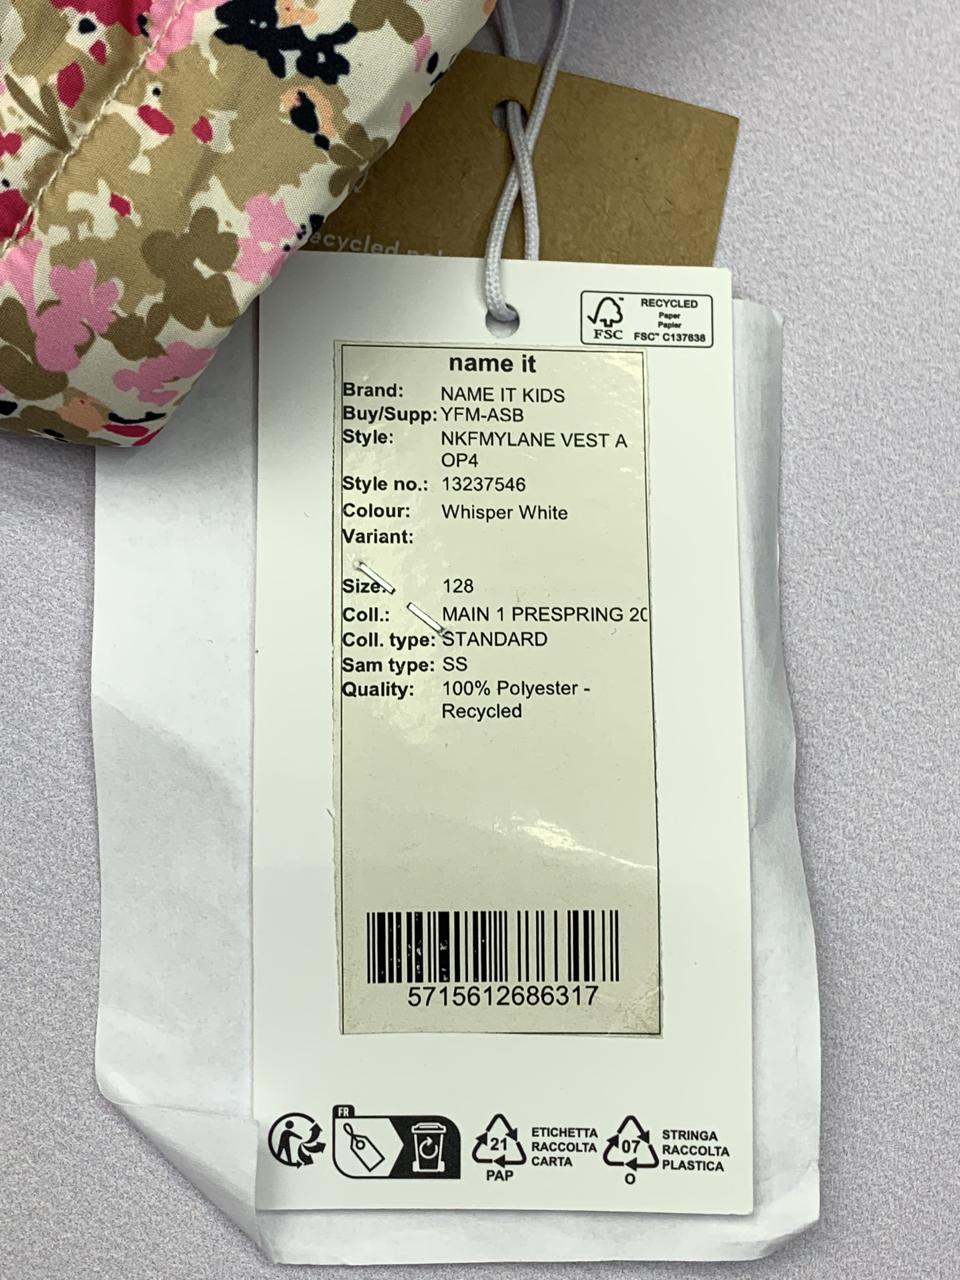 ecycled
RECYCLED
Paper
Papier
FSC™ C137638
FSC
name it
Brand: NAME IT KIDS
Buy/Supp: YFM-ASB
Style: NKFMYLANE VEST A
OP4
Style no.: 13237546
Colour: Whisper White
Variant:
Size: 128
Coll.: MAIN 1 PRESPRING 20
Coll. type: STANDARD
Sam type: SS
Quality: 100% Polyester -
Recycled
5715612686317
FR
21
PAP
ETICHETTA
RACCOLTA
CARTA
07
O
STRINGA
RACCOLTA
PLASTICA